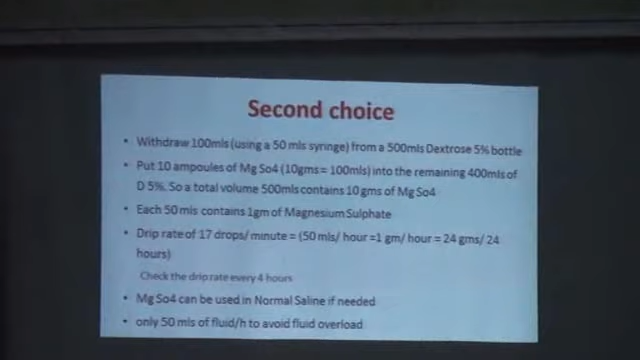 Second choice
• Withdraw 100mls (using a 50 mls syringe) from a 500mls Dextrose 5% bottle
• Put 10 ampoules of Mg So4 (10gms = 100mls) into the remaining 400mls of
D 5%. So a total volume 500mls contains 10 gms of Mg So4
• Each 50 mls contains 1gm of Magnesium Sulphate
• Drip rate of 17 drops/ minute = (50 mls/ hour =1 gm/ hour = 24 gms/ 24
hours)
Check the drip rate every 4 hours
• Mg So4 can be used in Normal Saline if needed
• only 50 mls of fluid/h to avoid fluid overload